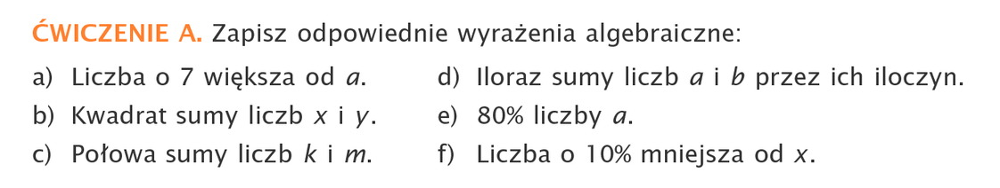 ĆWICZENIE A. Zapisz odpowiednie wyrażenia algebraiczne:
a) Liczba o 7 większa od a.
b) Kwadrat sumy liczb x i y.
c) Połowa sumy liczb k i m.
d) Iloraz sumy liczb a i b przez ich iloczyn.
e) 80% liczby a.
f) Liczba o 10% mniejsza od x.